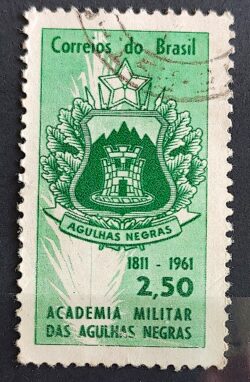 Correios do Brasil
AGULHAS NEGRAS
1811 - 1961
2,50
ACADEMIA MILITAR
DAS AGULHAS NEGRAS